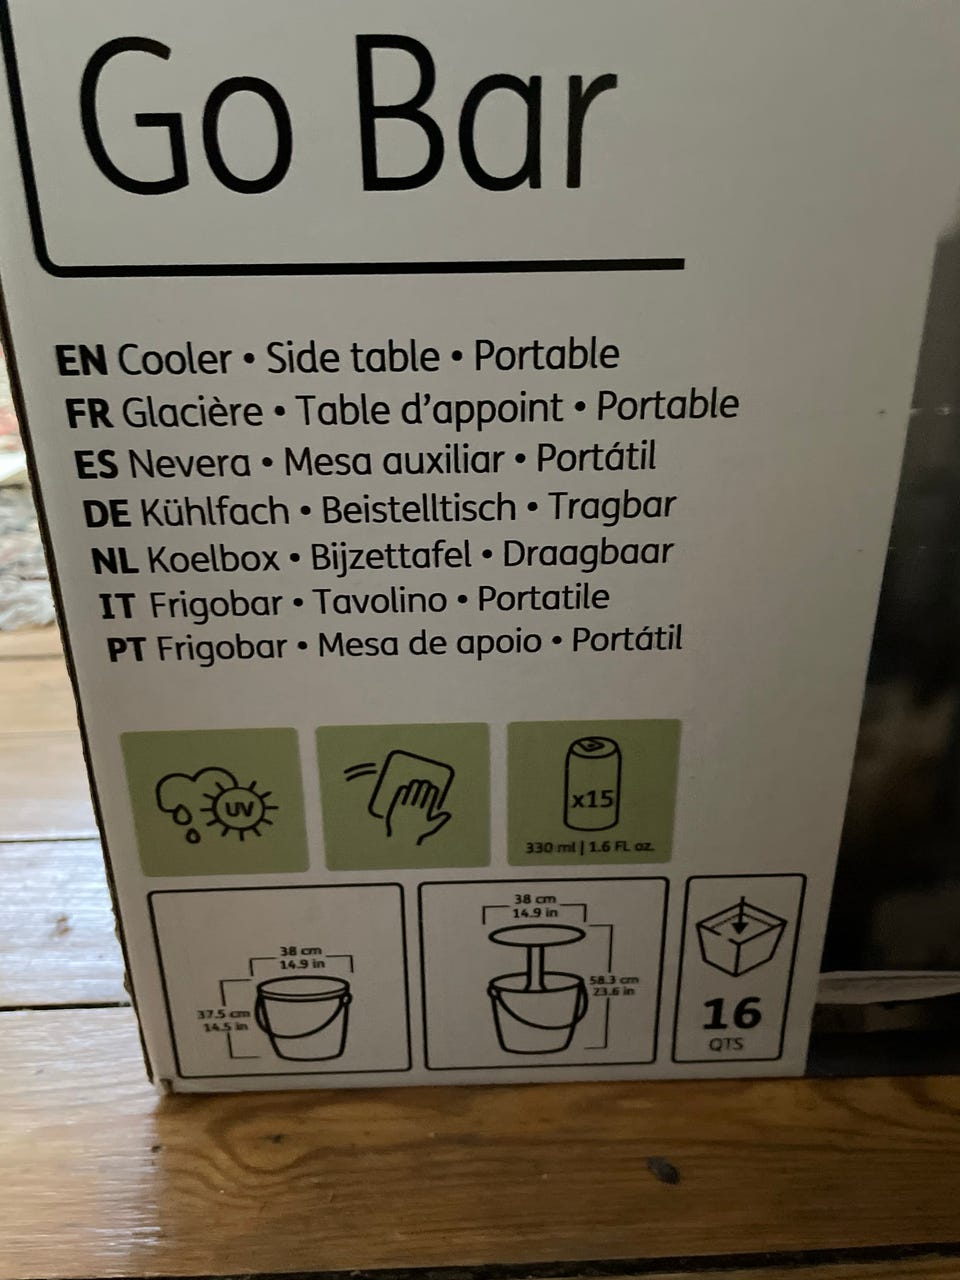 Go Bar
EN Cooler • Side table • Portable
FR Glacière • Table d'appoint • Portable
ES Nevera • Mesa auxiliar • Portátil
DE Kühlfach • Beistelltisch • Tragbar
NL Koelbox • Bijzettafel • Draagbaar
IT Frigobar • Tavolino • Portatile
PT Frigobar • Mesa de apoio • Portátil
UV
x15
330 ml | 1.6 FL oz.
38 cm
14.9 in
37.5 cm
14.5 in
38 cm
14.9 in
58.3 cm
23.6 in
16
QTS